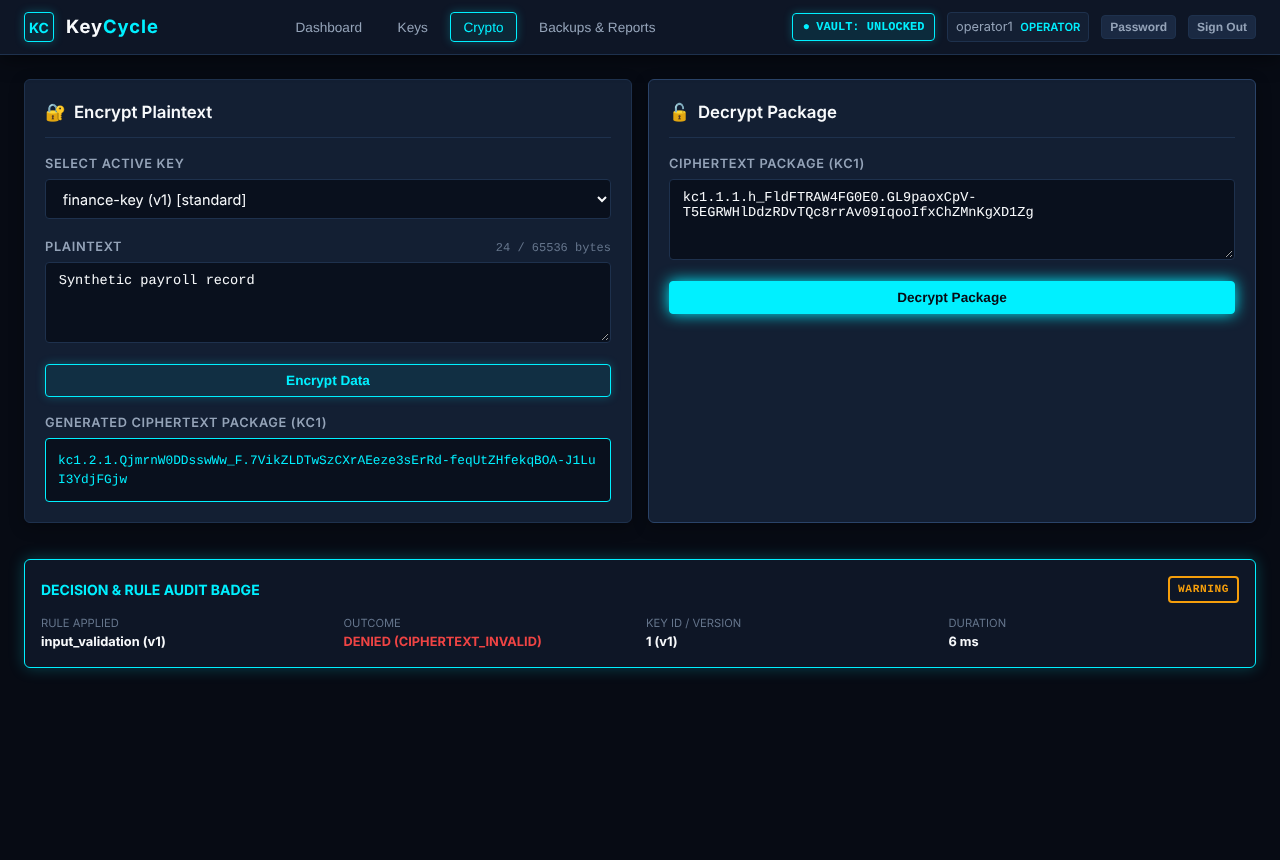 KC KeyCycle Dashboard Keys Crypto Backups & Reports ● VAULT: UNLOCKED operator1 OPERATOR Password Sign Out
🔐 Encrypt Plaintext
SELECT ACTIVE KEY
finance-key (v1) [standard]
PLAINTEXT 24 / 65536 bytes
Synthetic payroll record
Encrypt Data
GENERATED CIPHERTEXT PACKAGE (KC1)
kc1.2.1.QjmrnW0DDsswWw_F.7VikZLDTwSzCXrAEeze3sErRd-feqUtZHfekqBOA-J1Lu
I3YdjFGjw
🔓 Decrypt Package
CIPHERTEXT PACKAGE (KC1)
kc1.1.1.h_FldFTRAW4FG0E0.GL9paoxCpV-
T5EGRWHlDdzRDvTQc8rrAv09IqooIfxChZMnKgXD1Zg
Decrypt Package
DECISION & RULE AUDIT BADGE WARNING
RULE APPLIED OUTCOME KEY ID / VERSION DURATION
input_validation (v1) DENIED (CIPHERTEXT_INVALID) 1 (v1) 6 ms